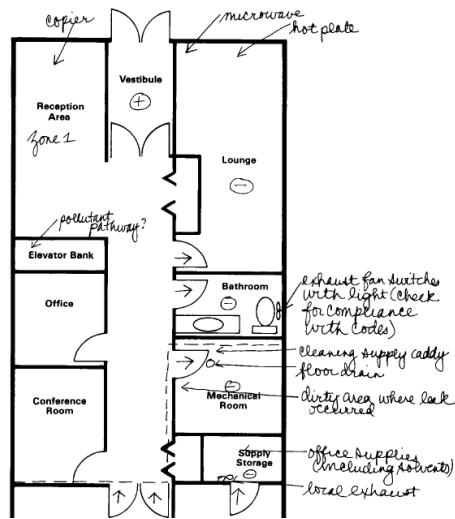 copier
microwave
hot plate
Vestibule
+
Reception
Area
zone 1
Lounge
−
pollutant
pathway?
Elevator Bank
Bathroom
−
exhaust fan switches
with light (check
for compliance
with codes)
Office
cleaning supply caddy
floor drain
−
Mechanical
Room
dirty area where leak
occurred
Conference
Room
Supply
Storage
−
office supplies
(including solvents)
local exhaust